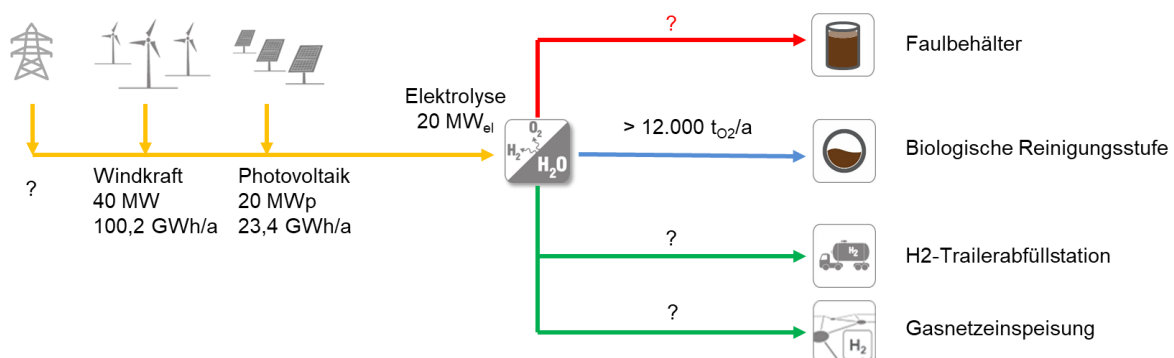 ?
Faulbehälter
Elektrolyse
20 MWel
O2
H2
H2O
> 12.000 tO2/a
Biologische Reinigungsstufe
?
Windkraft
40 MW
100,2 GWh/a
Photovoltaik
20 MWp
23,4 GWh/a
?
H2
H2-Trailerabfüllstation
?
H2
Gasnetzeinspeisung